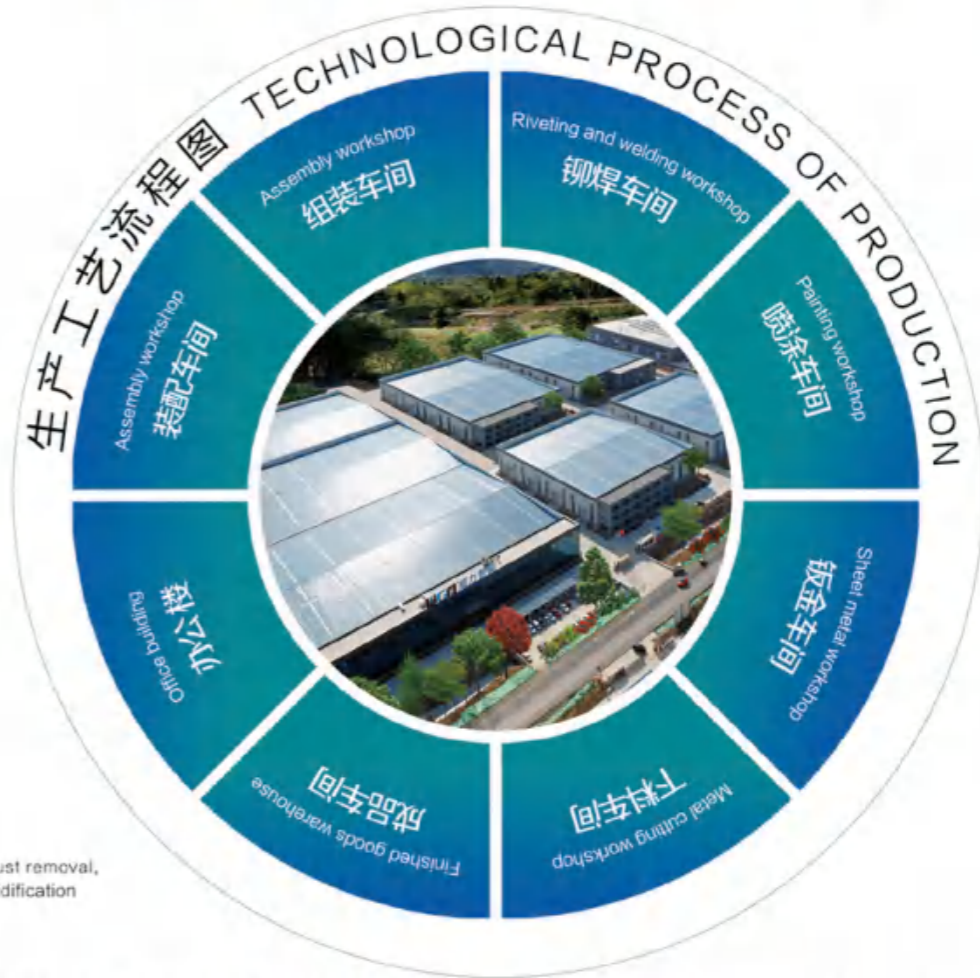 生产工艺流程图 TECHNOLOGICAL PROCESS OF PRODUCTION
Riveting and welding workshop
铆焊车间
Painting workshop
喷涂车间
Sheet metal workshop
钣金车间
Metal cutting workshop
下料车间
Finished goods warehouse
成品车间
Office building
办公楼
Assembly workshop
装配车间
Assembly workshop
组装车间
ust removal,
dification